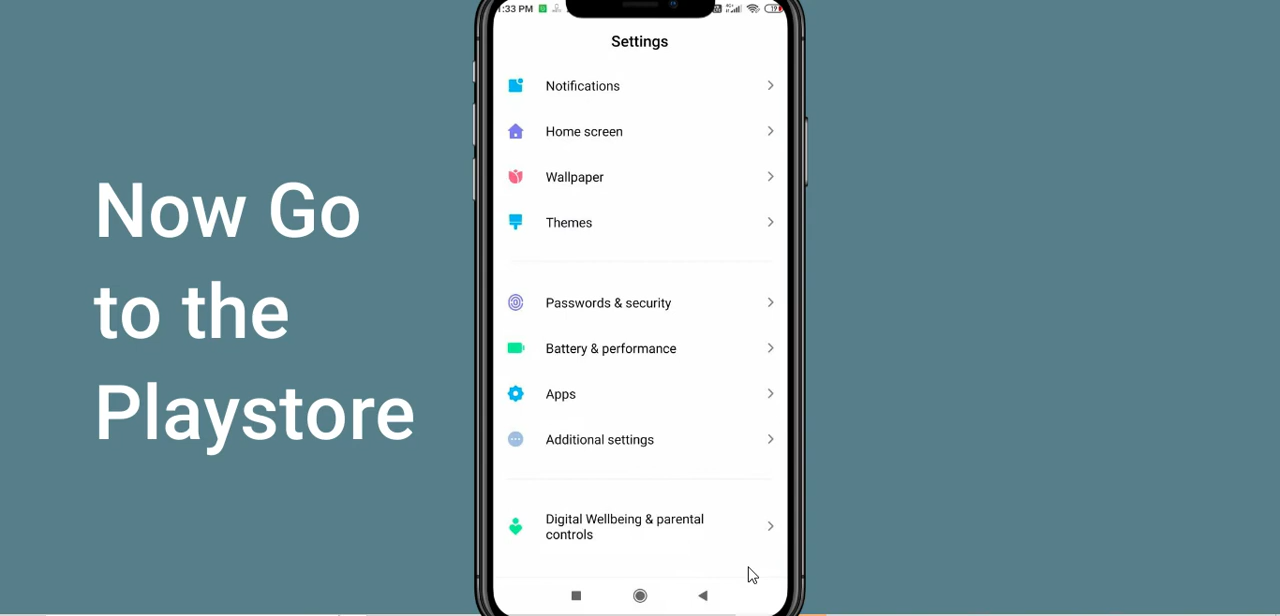 Now Go
to the
Playstore
:33 PM
19
Settings
Notifications
Home screen
Wallpaper
Themes
Passwords & security
Battery & performance
Apps
Additional settings
Digital Wellbeing & parental
controls